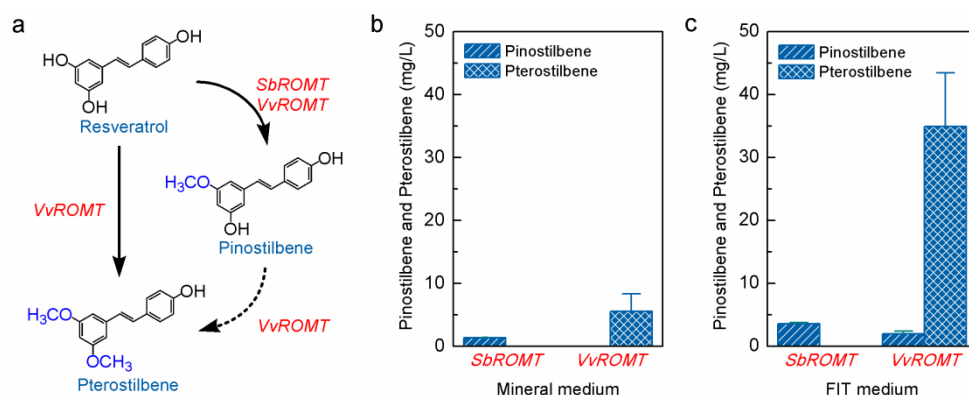 a
OH
HO
OH
Resveratrol
SbROMT
VvROMT
VvROMT
OH
H₃CO
OH
Pinostilbene
VvROMT
OH
H₃CO
OCH₃
Pterostilbene
b
Pinostilbene and Pterostilbene (mg/L)
50
40
30
20
10
0
Pinostilbene
Pterostilbene
SbROMT VvROMT
Mineral medium
c
Pinostilbene and Pterostilbene (mg/L)
50
40
30
20
10
0
Pinostilbene
Pterostilbene
SbROMT VvROMT
FIT medium